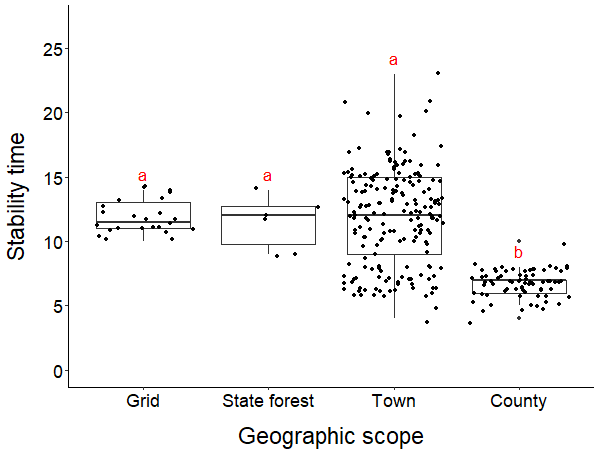 Stability time
25
20
15
10
5
0
a
a
a
b
Grid
State forest
Town
County
Geographic scope